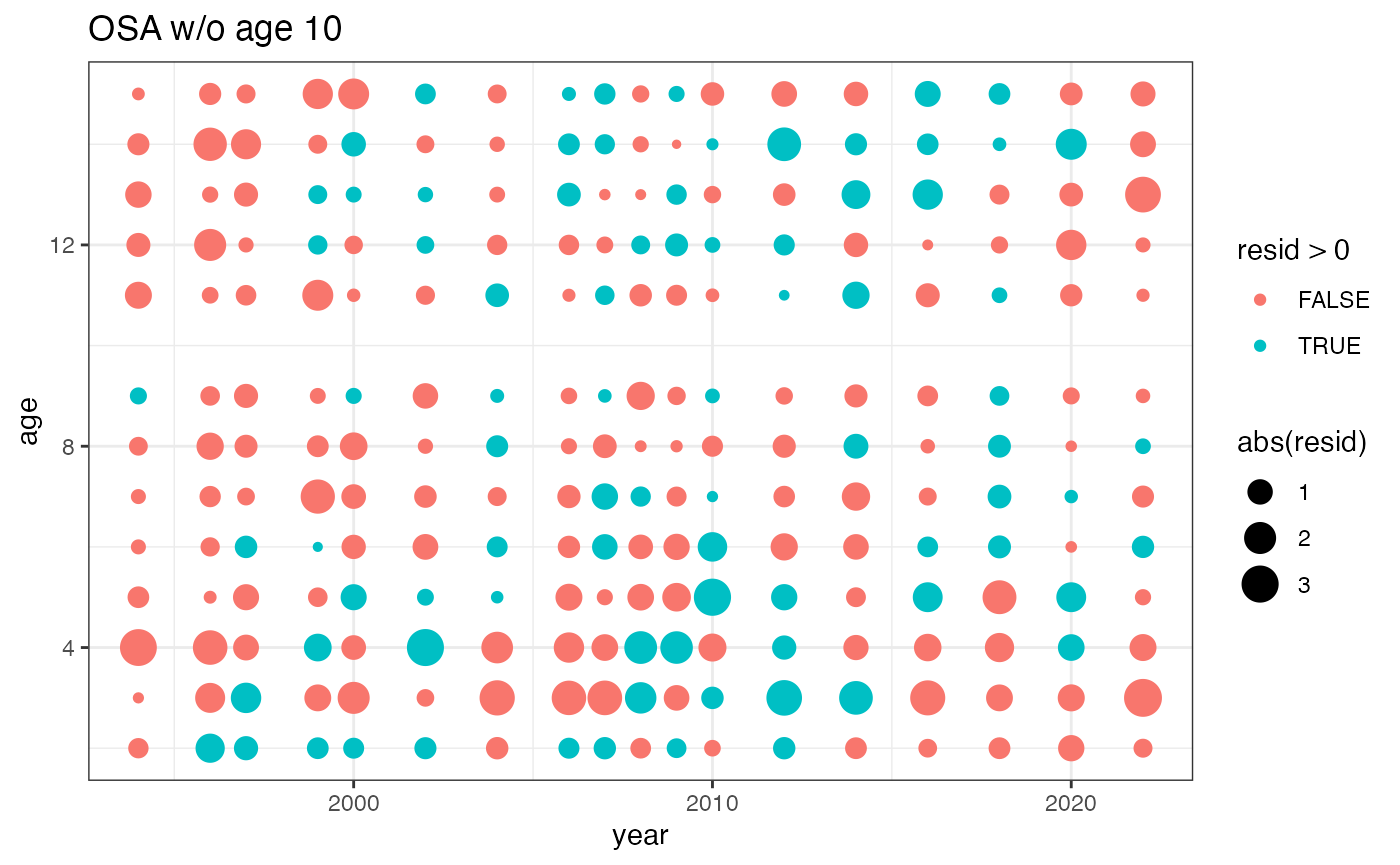 OSA w/o age 10
12
8
4
age
2000 2010 2020
year
resid > 0
FALSE
TRUE
abs(resid)
1
2
3